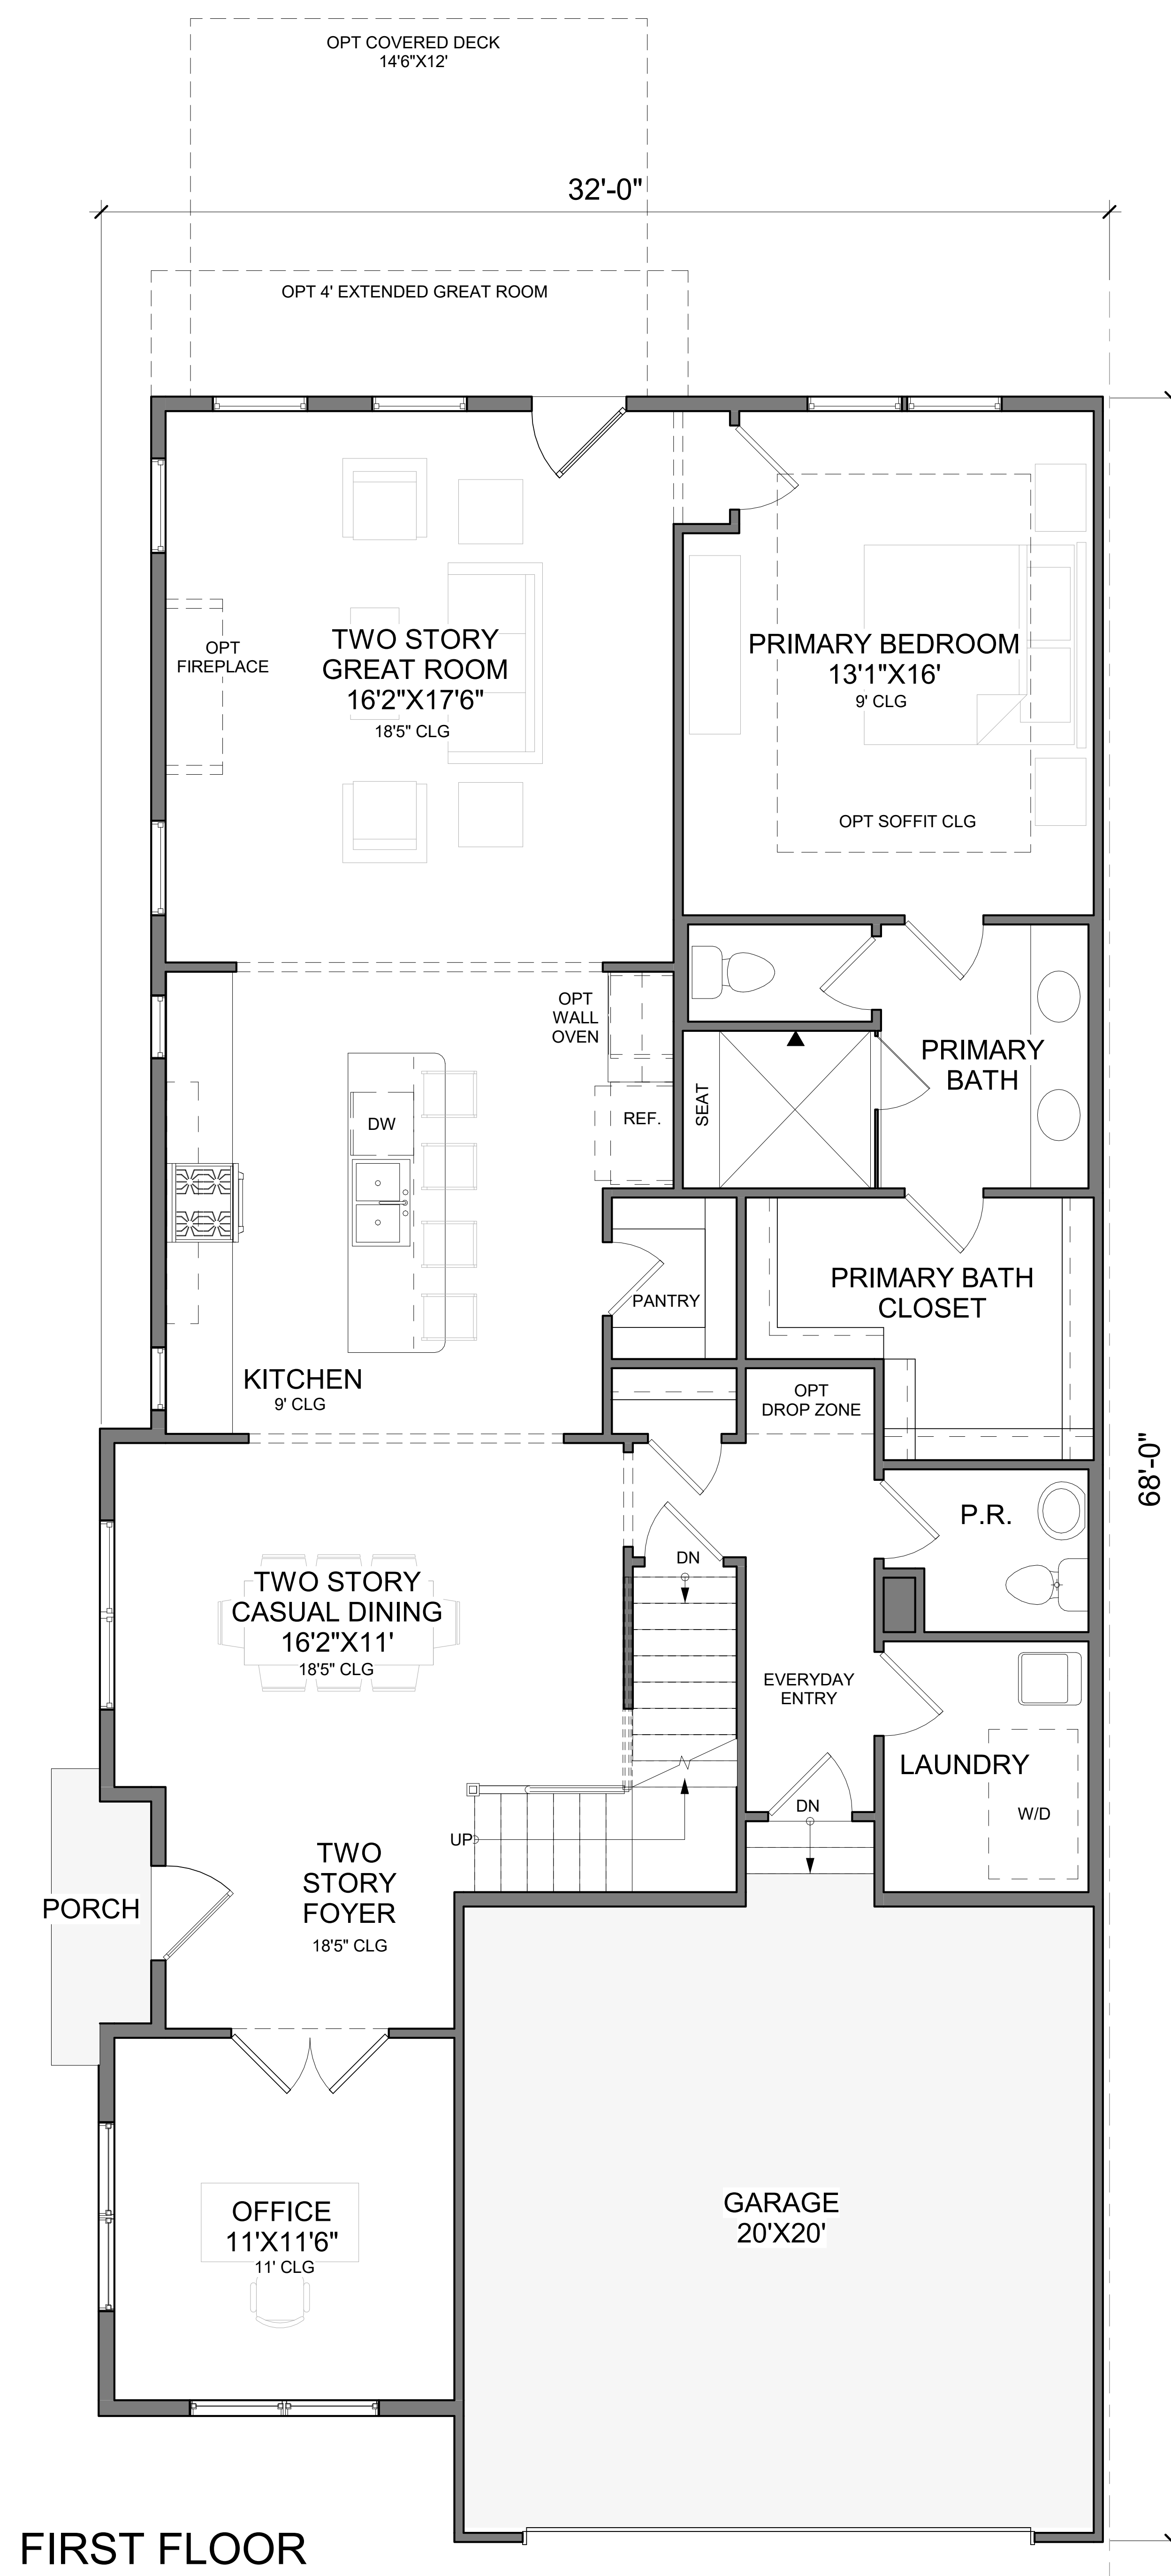 OPT COVERED DECK
14'6"X12'
32'-0"
OPT 4' EXTENDED GREAT ROOM
OPT
FIREPLACE
TWO STORY
GREAT ROOM
16'2"X17'6"
18'5" CLG
PRIMARY BEDROOM
13'1"X16'
9' CLG
OPT SOFFIT CLG
OPT
WALL
OVEN
REF.
SEAT
PRIMARY
BATH
DW
PANTRY
PRIMARY BATH
CLOSET
KITCHEN
9' CLG
OPT
DROP ZONE
68'-0"
P.R.
DN
TWO STORY
CASUAL DINING
16'2"X11'
18'5" CLG
EVERYDAY
ENTRY
LAUNDRY
W/D
DN
UP
TWO
STORY
FOYER
18'5" CLG
PORCH
OFFICE
11'X11'6"
11' CLG
GARAGE
20'X20'
FIRST FLOOR